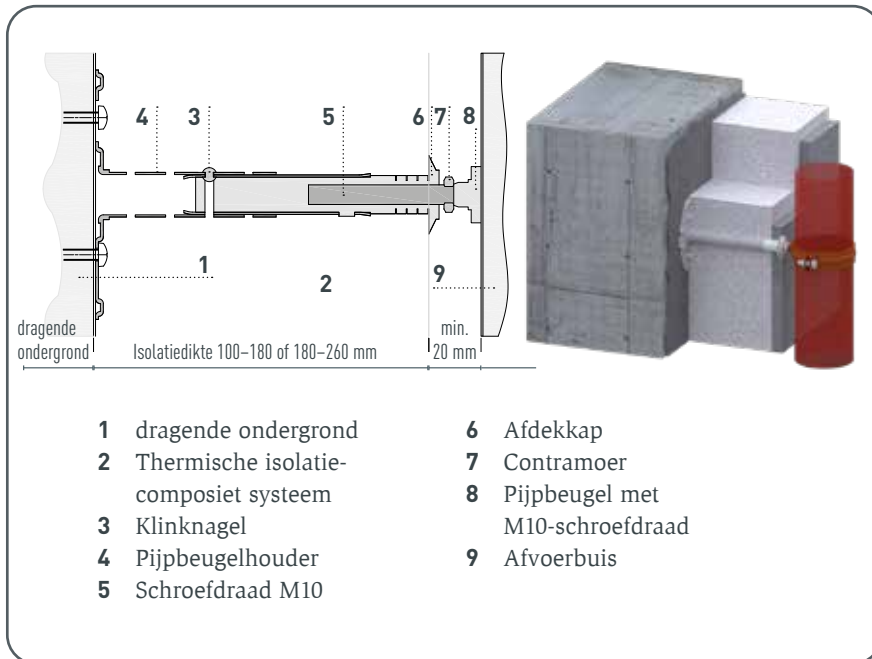 4 3 5 6 7 8
1 2 9
dragende
ondergrond
Isolatiedikte 100–180 of 180–260 mm
min.
20 mm
1 dragende ondergrond
2 Thermische isolatie-
composiet systeem
3 Klinknagel
4 Pijpbeugelhouder
5 Schroefdraad M10
6 Afdekkap
7 Contramoer
8 Pijpbeugel met
M10-schroefdraad
9 Afvoerbuis